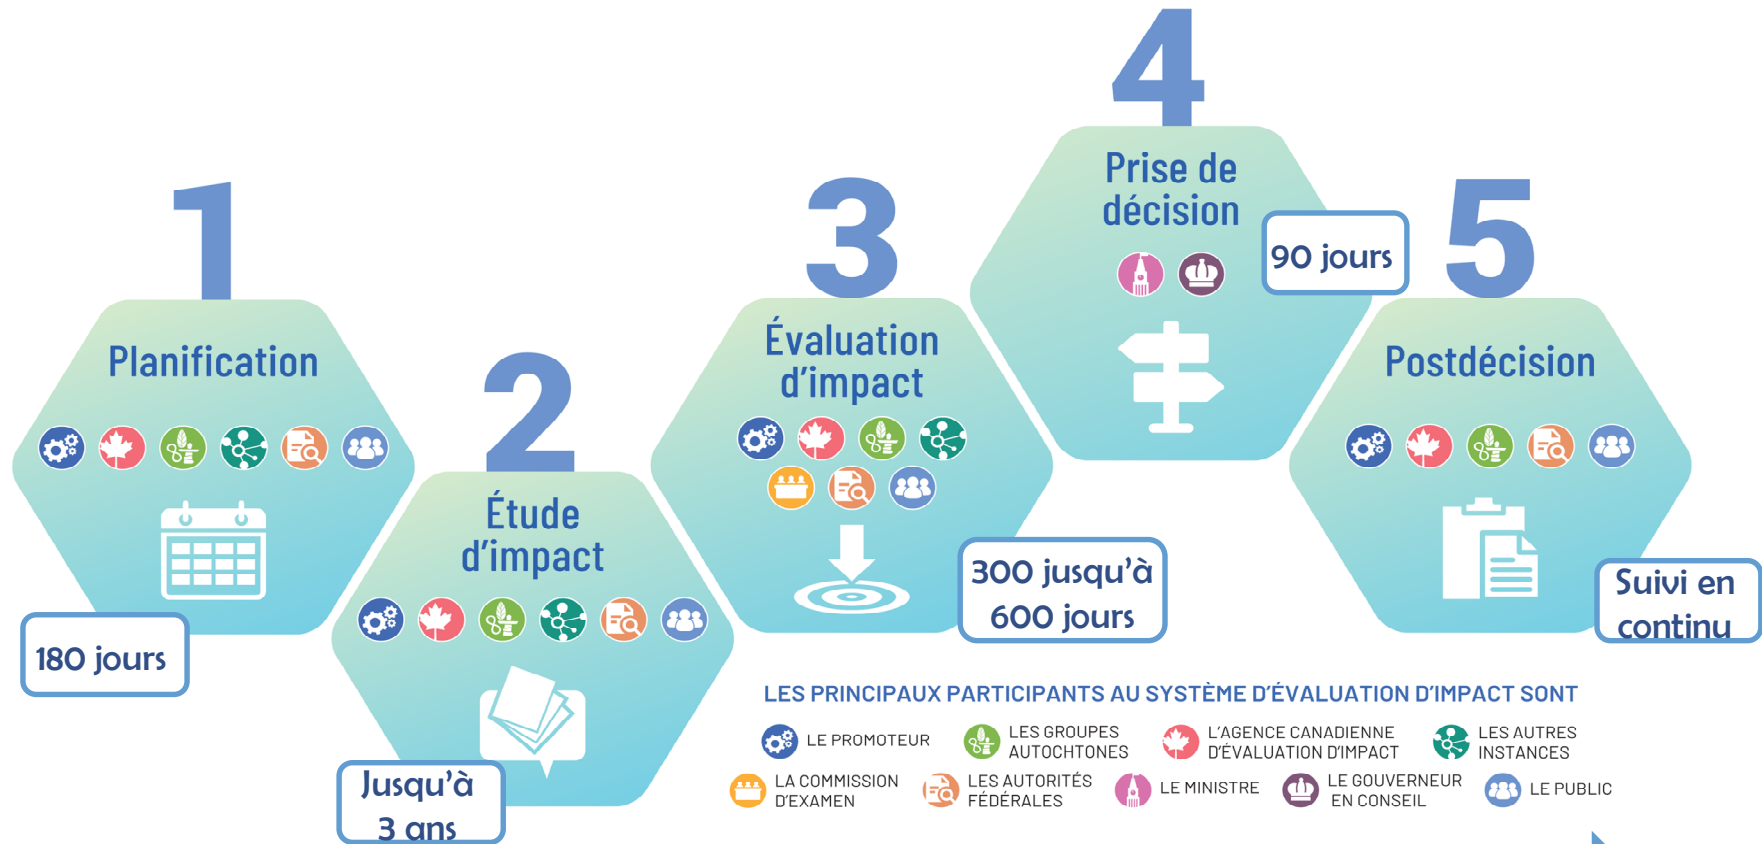 1
Planification
180 jours
2
Étude
d'impact
Jusqu'à
3 ans
3
Évaluation
d'impact
300 jusqu'à
600 jours
4
Prise de
décision
90 jours
5
Postdécision
Suivi en
continu
LES PRINCIPAUX PARTICIPANTS AU SYSTÈME D'ÉVALUATION D'IMPACT SONT
LE PROMOTEUR
LES GROUPES
AUTOCHTONES
L'AGENCE CANADIENNE
D'ÉVALUATION D'IMPACT
LES AUTRES
INSTANCES
LA COMMISSION
D'EXAMEN
LES AUTORITÉS
FÉDÉRALES
LE MINISTRE
LE GOUVERNEUR
EN CONSEIL
LE PUBLIC